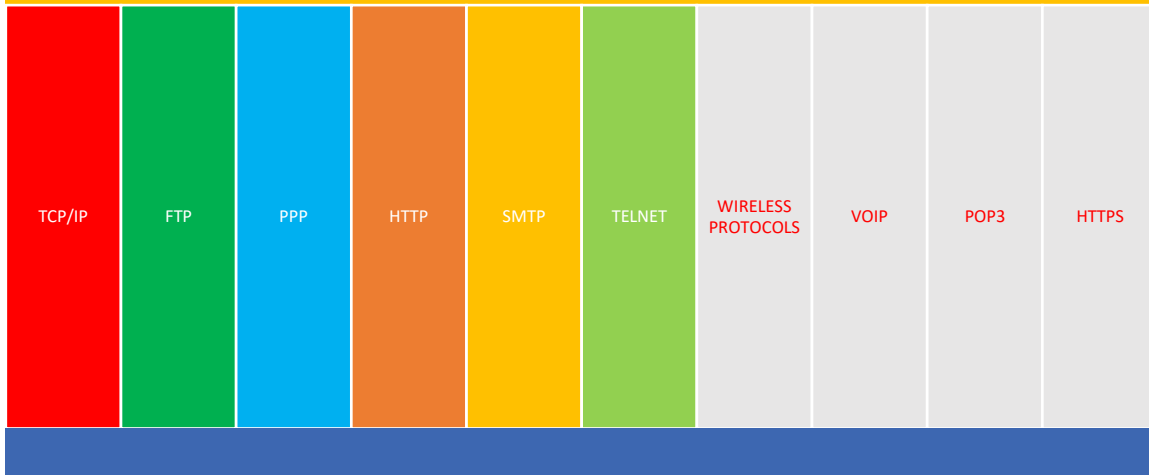 TCP/IP
FTP
PPP
HTTP
SMTP
TELNET
WIRELESS
PROTOCOLS
VOIP
POP3
HTTPS